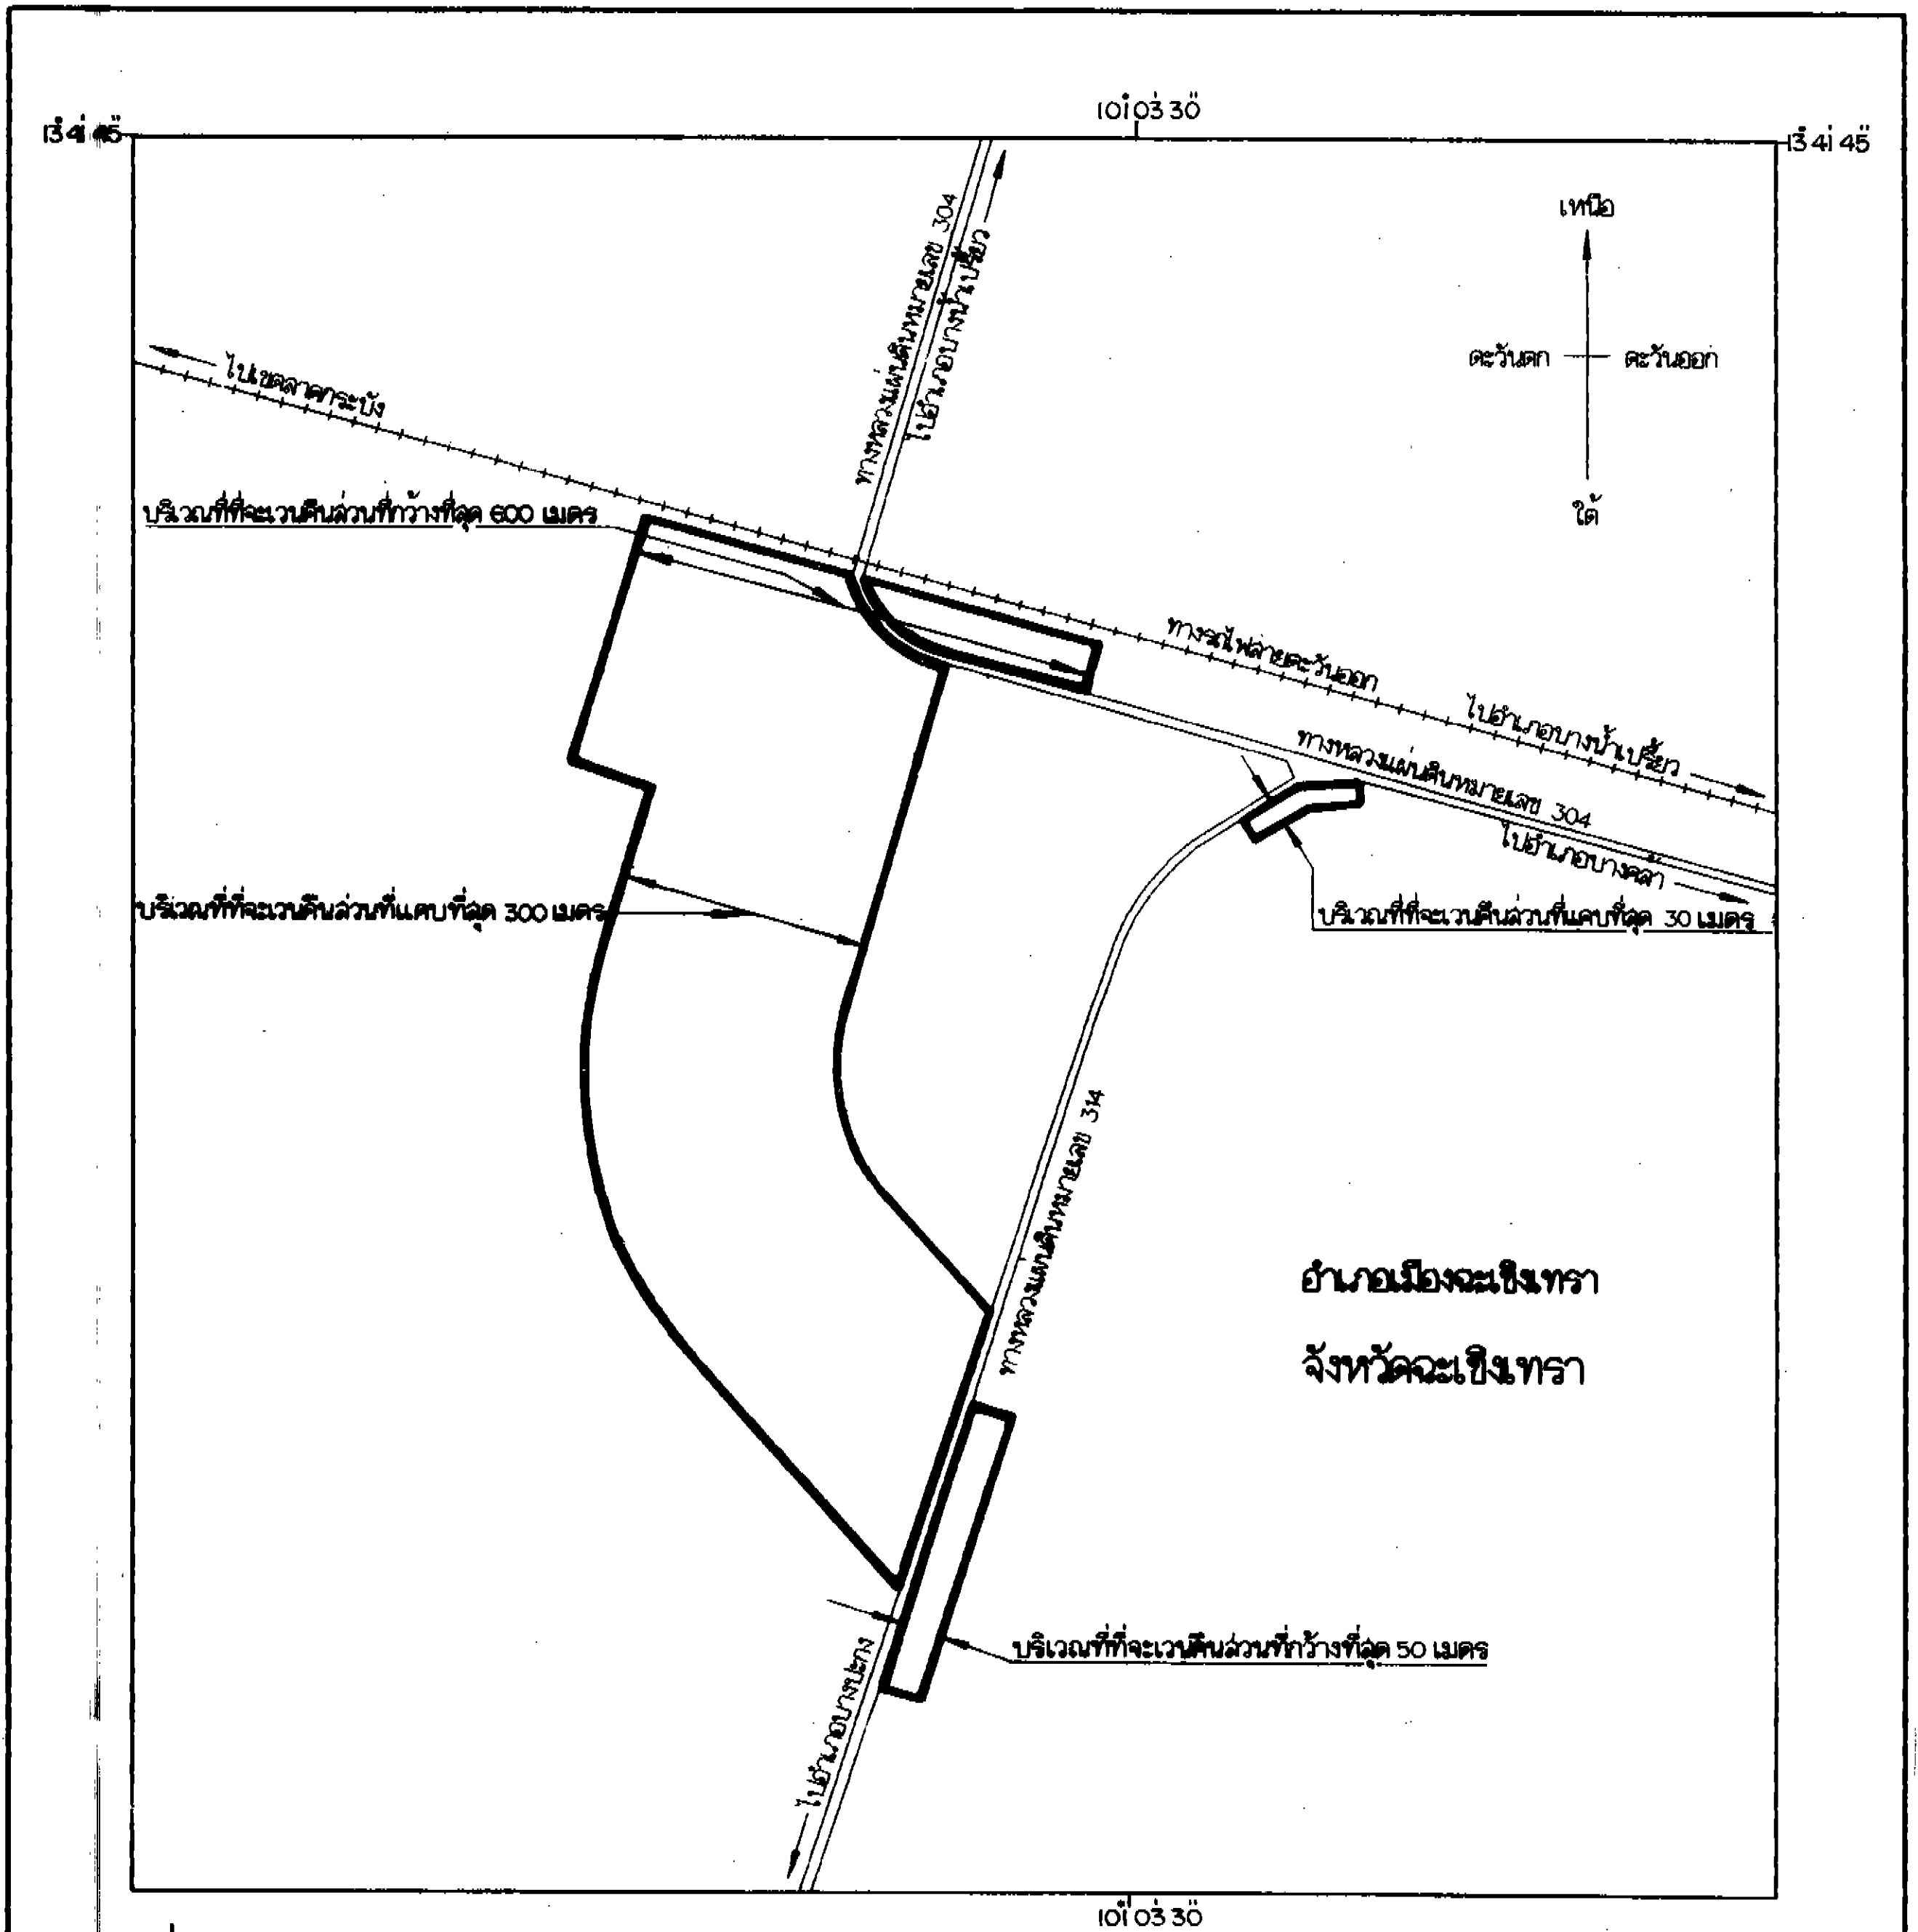 101°03'30"
13°41'45"
13°41'45"
เหนือ
ตะวันตก
ตะวันออก
ใต้
ทางหลวงแผ่นดินหมายเลข 304
ไปอำเภอบางน้ำเปรี้ยว
ไปเขตลาดกระบัง
บริเวณที่ที่จะเวนคืนส่วนที่กว้างที่สุด 600 เมตร
ทางรถไฟสายตะวันออก
ไปอำเภอบางน้ำเปรี้ยว
ทางหลวงแผ่นดินหมายเลข 304
ไปอำเภอบางคล้า
บริเวณที่ที่จะเวนคืนส่วนที่แคบที่สุด 300 เมตร
บริเวณที่ที่จะเวนคืนส่วนที่แคบที่สุด 30 เมตร
ทางหลวงแผ่นดินหมายเลข 314
อำเภอเมืองฉะเชิงเทรา
จังหวัดฉะเชิงเทรา
บริเวณที่ที่จะเวนคืนส่วนที่กว้างที่สุด 50 เมตร
ไปอำเภอบางปะกง
101°03'30"